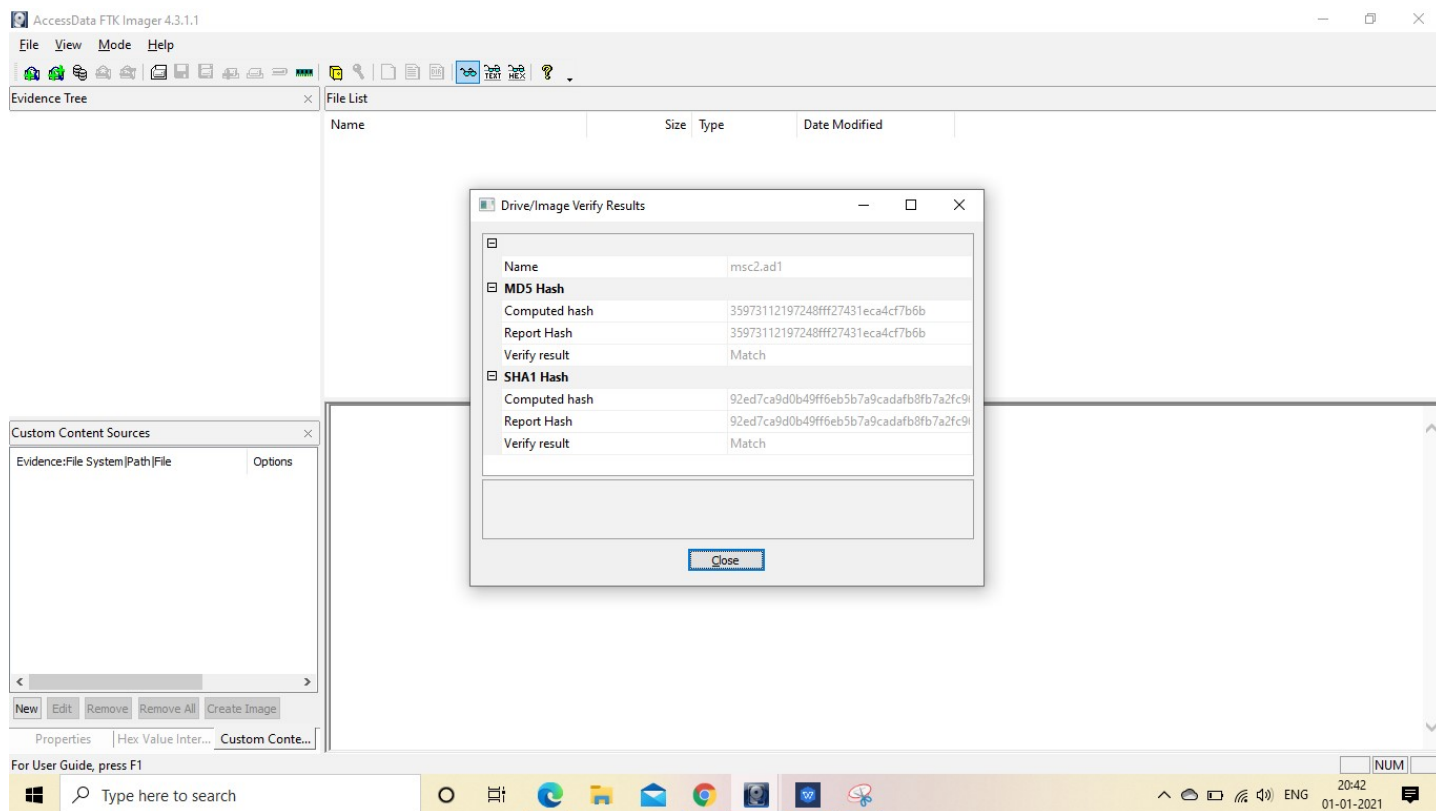 AccessData FTK Imager 4.3.1.1
File View Mode Help
TEXT HEX
Evidence Tree
File List
Name Size Type Date Modified
Drive/Image Verify Results
Name msc2.ad1
MD5 Hash
Computed hash 35973112197248fff27431eca4cf7b6b
Report Hash 35973112197248fff27431eca4cf7b6b
Verify result Match
SHA1 Hash
Computed hash 92ed7ca9d0b49ff6eb5b7a9cadafb8fb7a2fc9
Report Hash 92ed7ca9d0b49ff6eb5b7a9cadafb8fb7a2fc9
Verify result Match
Close
Custom Content Sources
Evidence:File System|Path|File Options
New Edit Remove Remove All Create Image
Properties Hex Value Inter... Custom Conte...
For User Guide, press F1
NUM
Type here to search
ENG
20:42
01-01-2021